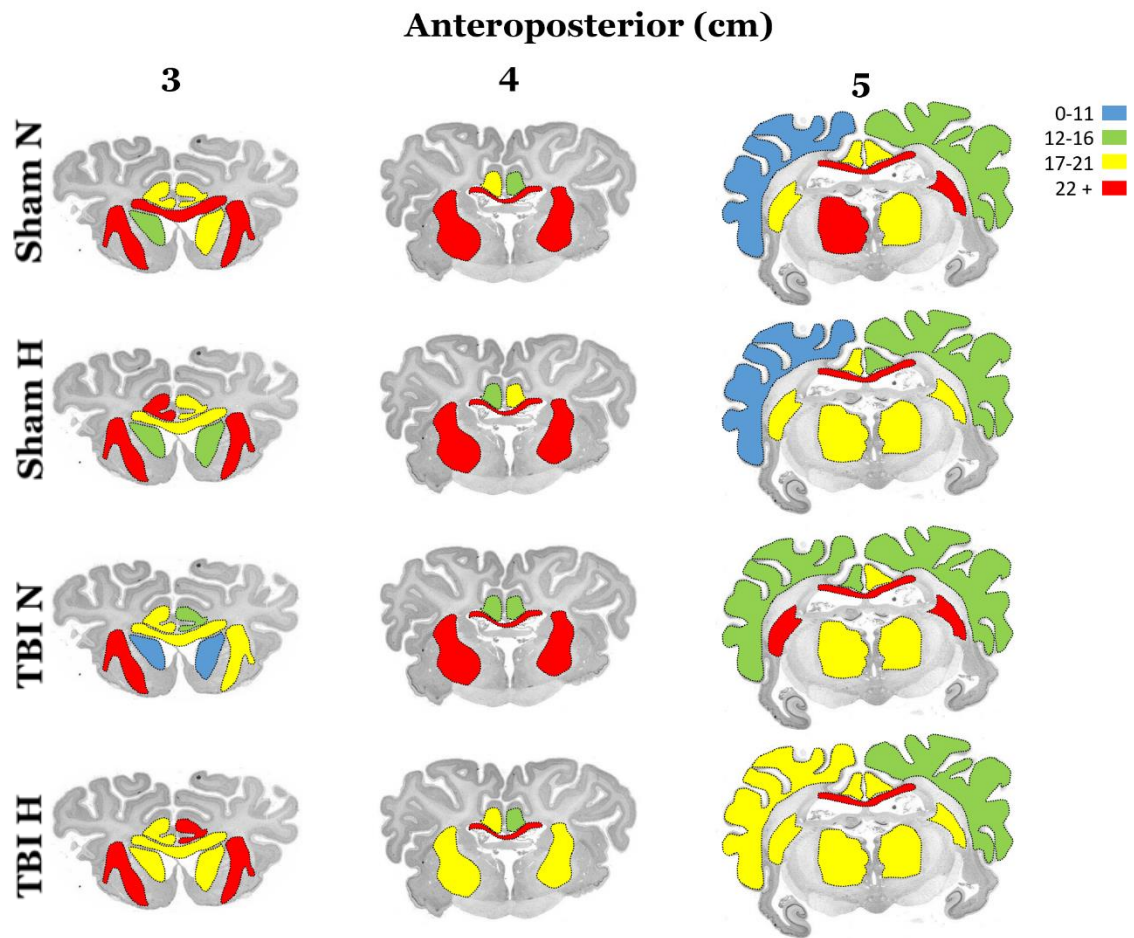 Anteroposterior (cm)
3
4
5
0-11
12-16
17-21
22 +
Sham N
Sham H
TBI N
TBI H